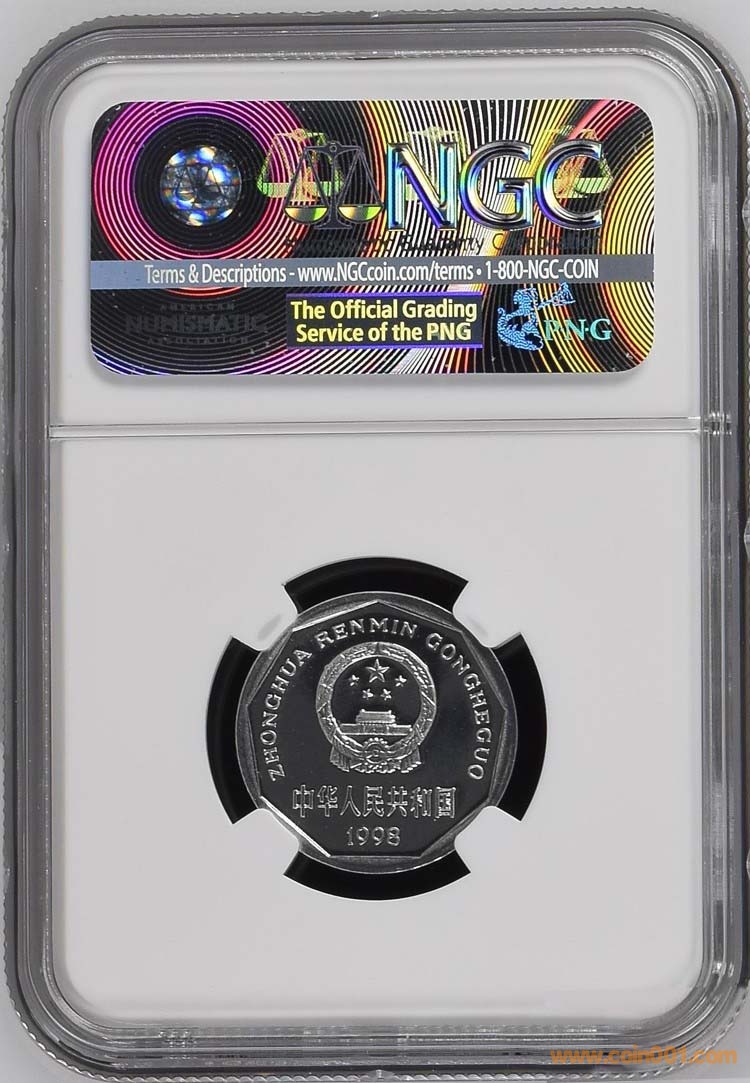 NGC
Terms & Descriptions - www.NGCcoin.com/terms • 1-800-NGC-COIN
AMERICAN
NUMISMATIC
The Official Grading
Service of the PNG
PNG
ZHONGHUA RENMIN GONGHEGUO
中华人民共和国
1998
www.coin001.com